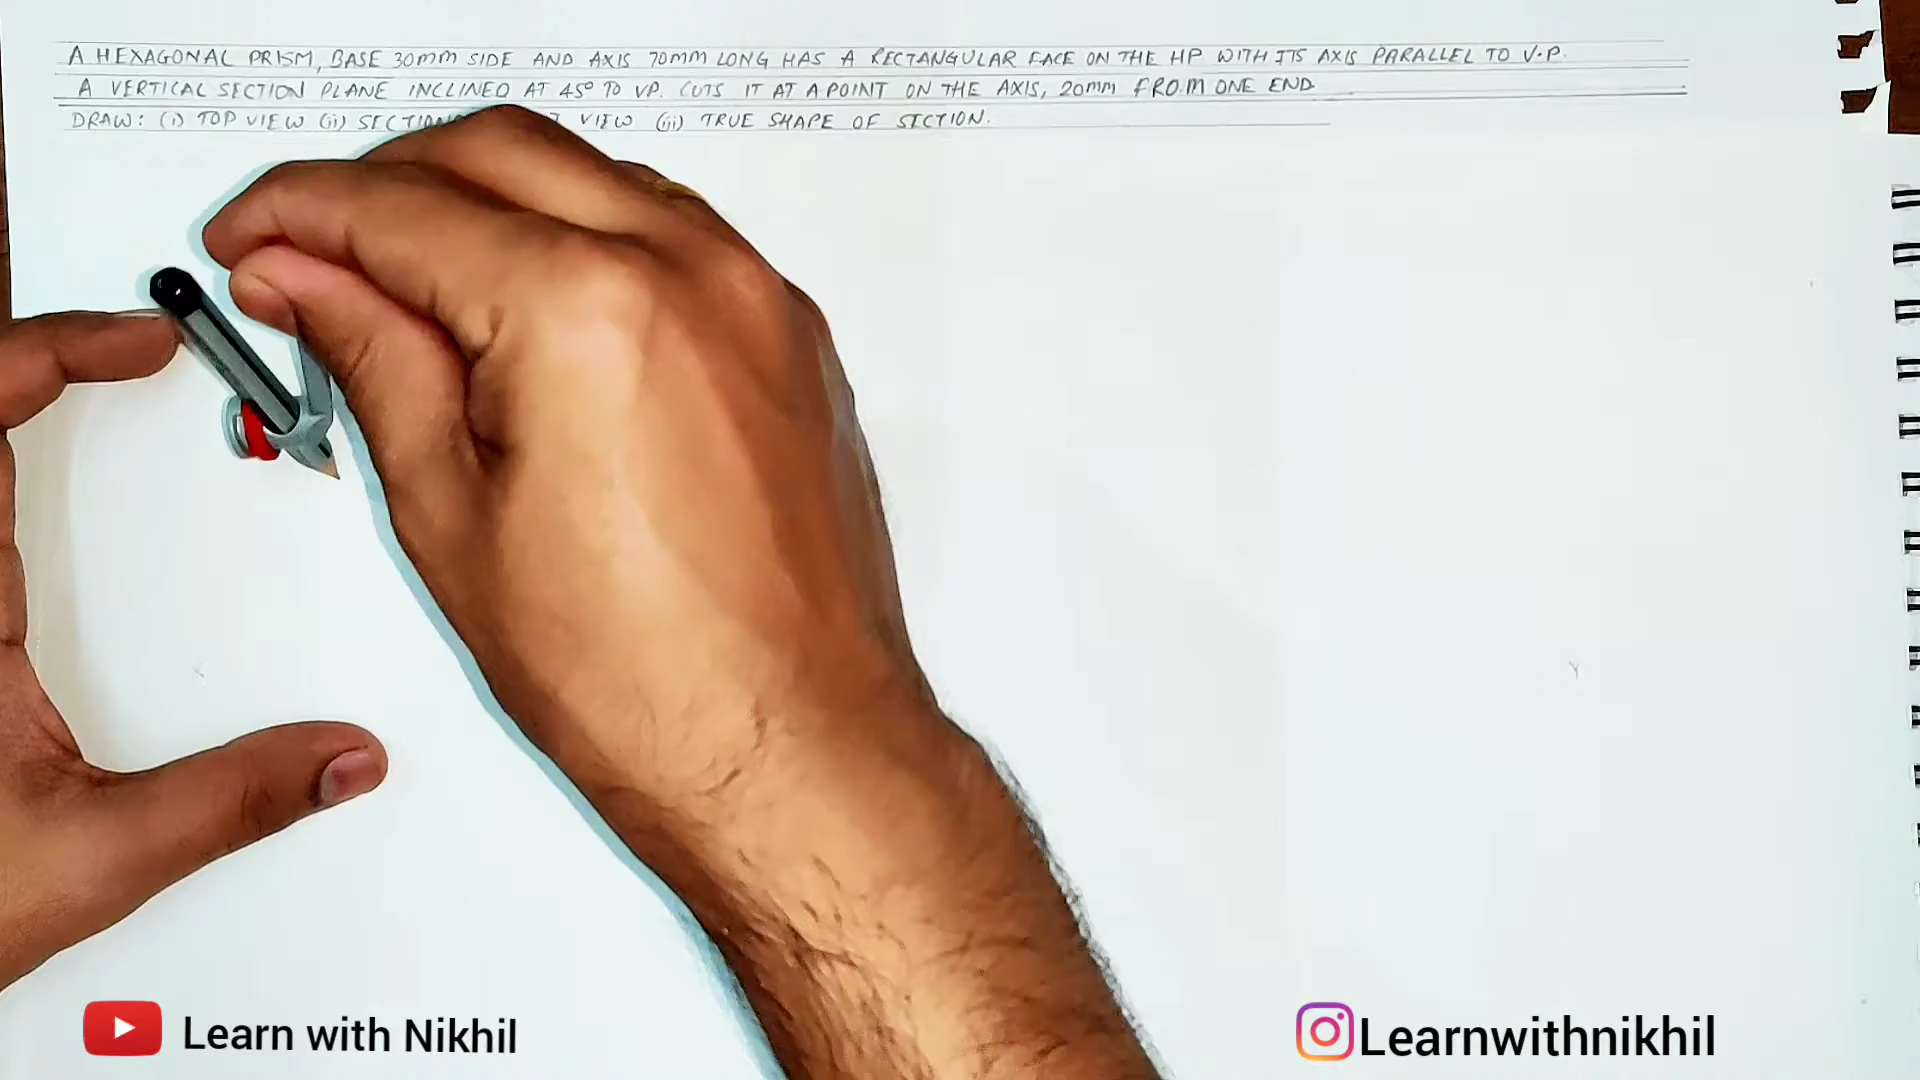 A HEXAGONAL PRISM, BASE 30mm SIDE AND AXIS 70mm LONG HAS A RECTANGULAR FACE ON THE HP WITH ITS AXIS PARALLEL TO V.P.
A VERTICAL SECTION PLANE INCLINED AT 45° TO VP. CUTS IT AT A POINT ON THE AXIS, 20mm FROM ONE END
DRAW: (i) TOP VIEW (ii) VIEW (iii) TRUE SHAPE OF SECTION.
X
Y
Learn with Nikhil
Learnwithnikhil